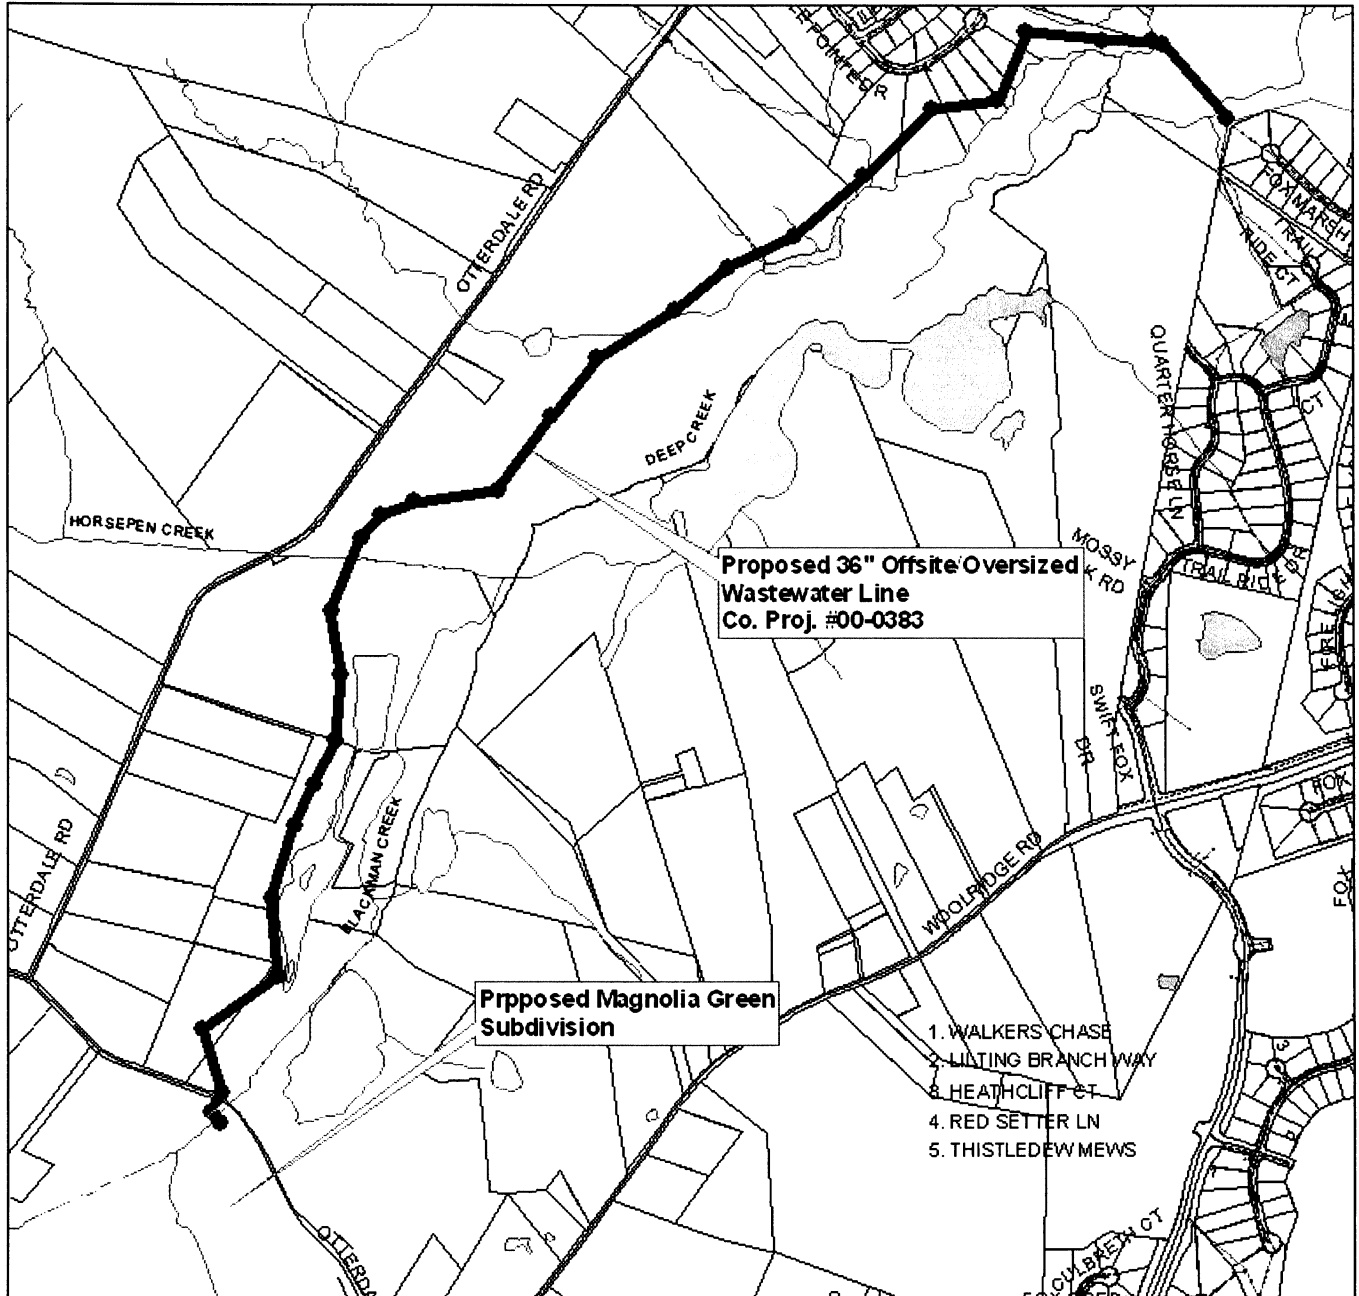 OTTERDALE RD
FOX MARSH
TRAIL
RIDE CT
QUARTER HORSE LN
CT
DEEP CREEK
HORSEPEN CREEK
Proposed 36" Offsite/Oversized
Wastewater Line
Co. Proj. #00-0383
MOSSY
RD
TRAIL RIDE DR
SWIFT FOX
DR
FOX
FOX
OTTERDALE RD
BLACKMAN CREEK
WOOLRIDGE RD
Prpposed Magnolia Green
Subdivision
1. WALKERS CHASE
2. LILTING BRANCH WAY
3. HEATHCLIFF CT
4. RED SETTER LN
5. THISTLEDEW MEWS
3
CULBREATH CT